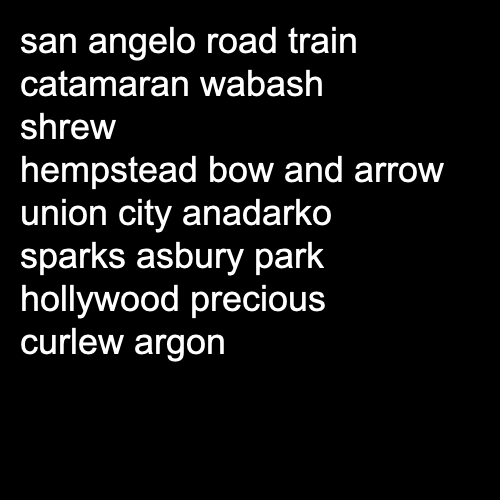 san angelo road train
catamaran wabash
shrew
hempstead bow and arrow
union city anadarko
sparks asbury park
hollywood precious
curlew argon